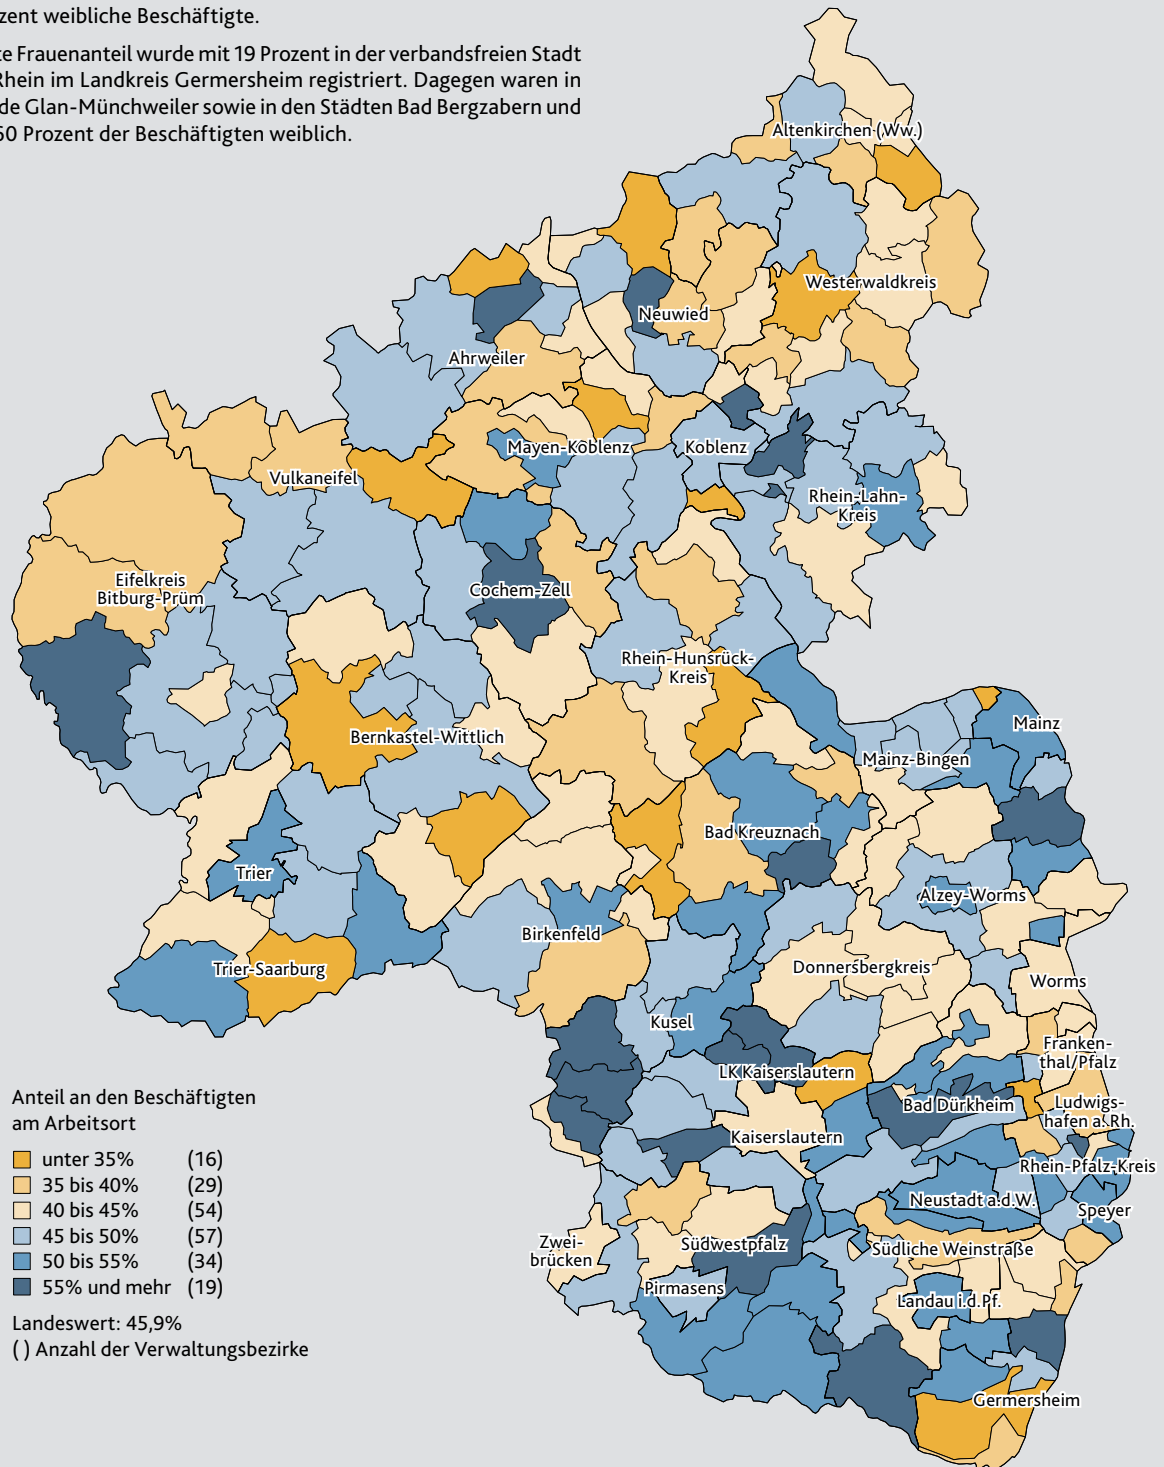 zent weibliche Beschäftigte.
te Frauenanteil wurde mit 19 Prozent in der verbandsfreien Stadt
Rhein im Landkreis Germersheim registriert. Dagegen waren in
de Glan-Münchweiler sowie in den Städten Bad Bergzabern und
60 Prozent der Beschäftigten weiblich.
Altenkirchen (Ww.)
Westerwaldkreis
Neuwied
Ahrweiler
Mayen-Koblenz
Koblenz
Vulkaneifel
Rhein-Lahn-
Kreis
Eifelkreis
Bitburg-Prüm
Cochem-Zell
Rhein-Hunsrück-
Kreis
Mainz
Bernkastel-Wittlich
Mainz-Bingen
Bad Kreuznach
Trier
Alzey-Worms
Birkenfeld
Trier-Saarburg
Donnersbergkreis
Worms
Kusel
Franken-
thal/Pfalz
LK Kaiserslautern
Bad Dürkheim
Ludwigs-
hafen a. Rh.
Kaiserslautern
Rhein-Pfalz-Kreis
Neustadt a.d.W.
Speyer
Zwei-
brücken
Südwestpfalz
Südliche Weinstraße
Pirmasens
Landau i.d.Pf.
Germersheim
Anteil an den Beschäftigten
am Arbeitsort
unter 35% (16)
35 bis 40% (29)
40 bis 45% (54)
45 bis 50% (57)
50 bis 55% (34)
55% und mehr (19)
Landeswert: 45,9%
( ) Anzahl der Verwaltungsbezirke